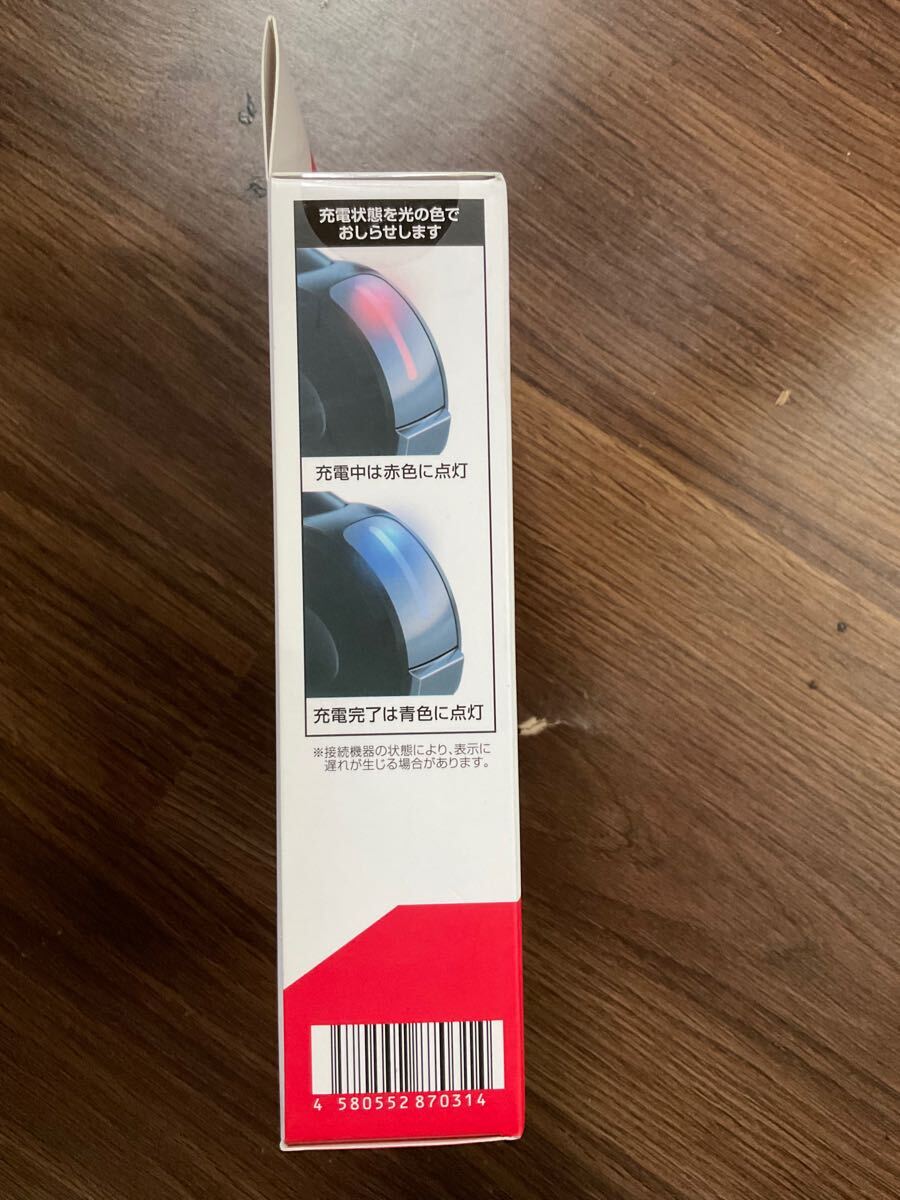 充電状態を光の色で
おしらせします
充電中は赤色に点灯
充電完了は青色に点灯
※接続機器の状態により、表示に
遅れが生じる場合があります。
4 580552 870314